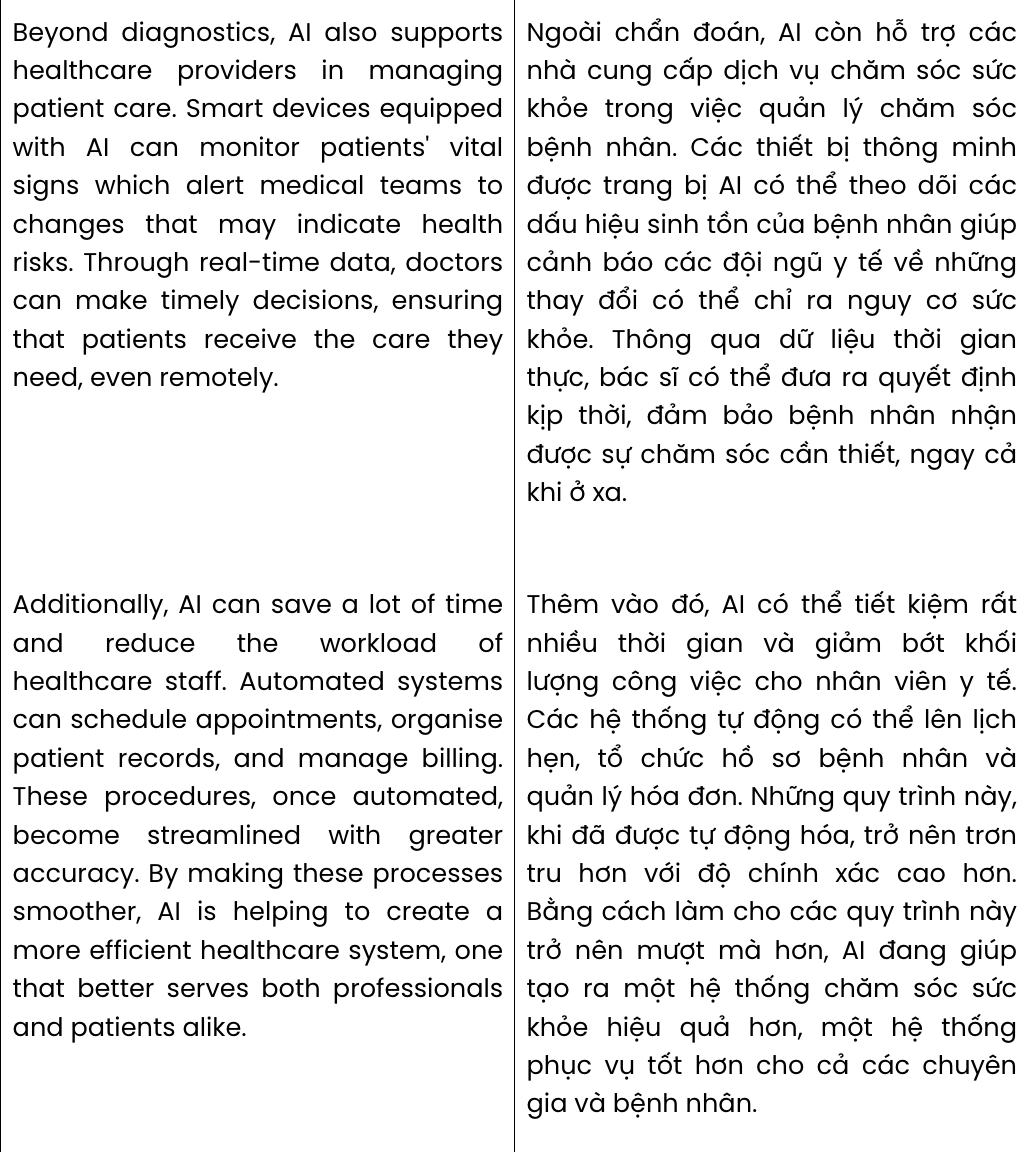 Beyond diagnostics, AI also supports
healthcare providers in managing
patient care. Smart devices equipped
with AI can monitor patients' vital
signs which alert medical teams to
changes that may indicate health
risks. Through real-time data, doctors
can make timely decisions, ensuring
that patients receive the care they
need, even remotely.
Ngoài chẩn đoán, AI còn hỗ trợ các
nhà cung cấp dịch vụ chăm sóc sức
khỏe trong việc quản lý chăm sóc
bệnh nhân. Các thiết bị thông minh
được trang bị AI có thể theo dõi các
dấu hiệu sinh tồn của bệnh nhân giúp
cảnh báo các đội ngũ y tế về những
thay đổi có thể chỉ ra nguy cơ sức
khỏe. Thông qua dữ liệu thời gian
thực, bác sĩ có thể đưa ra quyết định
kịp thời, đảm bảo bệnh nhân nhận
được sự chăm sóc cần thiết, ngay cả
khi ở xa.
Additionally, AI can save a lot of time
and reduce the workload of
healthcare staff. Automated systems
can schedule appointments, organise
patient records, and manage billing.
These procedures, once automated,
become streamlined with greater
accuracy. By making these processes
smoother, AI is helping to create a
more efficient healthcare system, one
that better serves both professionals
and patients alike.
Thêm vào đó, AI có thể tiết kiệm rất
nhiều thời gian và giảm bớt khối
lượng công việc cho nhân viên y tế.
Các hệ thống tự động có thể lên lịch
hẹn, tổ chức hồ sơ bệnh nhân và
quản lý hóa đơn. Những quy trình này,
khi đã được tự động hóa, trở nên trơn
tru hơn với độ chính xác cao hơn.
Bằng cách làm cho các quy trình này
trở nên mượt mà hơn, AI đang giúp
tạo ra một hệ thống chăm sóc sức
khỏe hiệu quả hơn, một hệ thống
phục vụ tốt hơn cho cả các chuyên
gia và bệnh nhân.